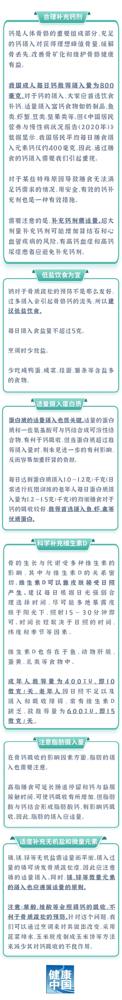 合理补充钙剂
钙是人体骨骼的重要组成部分,充足
的钙摄入对获得理想峰值骨量,缓解
骨丢失,改善骨矿化和维护骨骼健康
有益。
我国成人每日钙推荐摄入量为800
毫克。对于钙的摄入,大家应首选饮食
补钙,适量摄入富钙食物如奶制品、鱼
类、虾蟹、豆类、坚果类等。但《中国居民
营养与慢性病状况报告(2020年)》
数据显示,我国居民平均每日膳食摄
入元素钙仅约400毫克,因此,通过膳
食的钙摄入需要我们引起重视。
对于某些特殊原因导致膳食无法满
足钙需求的情况,用安全、有效的钙补
充剂也是一种有效措施。
需要注意的是,补充钙剂需适量。超大
剂量补充钙剂可能增加肾结石和心
血管疾病的风险。有高钙血症和高钙
尿症患者应避免补充钙剂。
低盐饮食为宜
钠对于骨质疏松的预防不是那么友好,
过多摄入会引起骨骼钙的流失,所以建
议低盐饮食。
每日摄入食盐量不超过5克。
烹调时少放盐。
少吃咸鸭蛋、咸菜、挂面、薯条等含盐多
的食物。
适量摄入蛋白质
蛋白质的适量摄入也很关键。适量的蛋白
质和一些氨基酸可与钙结合成可溶性络
合物,有利于钙吸收,但当蛋白质超过推
荐摄入量时,则未见进一步的有利影响,
反而容易加重肝肾的负担。
每日达到蛋白质摄入1.0~1.2克/千克(日
常进行抗阻训练的老年人每日蛋白质摄
入量为1.2~1.5克/千克)的均衡膳食对于
钙的吸收较好,推荐首选摄入鱼、虾、禽等
优质蛋白。
科学补充维生素D
骨的生长与代谢受多种维生素的
影响,其中与维生素D的关系密
切。维生素D可以靠皮肤接受日照
产生。建议每日根据日光强弱合
理选择时间,尽可能多地暴露皮
肤于阳光下,照射15~30分钟即
可。时间长短取决于日照的时间、
纬度和季节等因素。
维生素D也存在于鱼、动物肝脏、
蛋黄、乳类等食物中。
成年人推荐量为400IU,即10
微克/天,老年人因日照不足以及
摄入和吸收障碍,常有维生素D
缺乏,故推荐量为600IU,即15
微克/天。
注意脂肪摄入量
在骨钙吸收的影响因素方面,脂肪的摄
入也需要注意。
高脂膳食可延长肠道停留和钙与黏膜
接触时间,可使钙吸收有所增加,但脂肪
酸与钙结合形成脂肪酸钙,则影响钙吸
收。因此,脂肪的摄入应适量。
适度补充无机盐和微量元素
磷、镁、锌等无机盐需适量而平衡。摄入过
量的磷可诱发骨质疏松症,因此应注意
磷的适量摄入。同时,镁、锌等微量元素
的摄入也应遵循适量的原则。
注意:草酸、植酸等会阻碍钙的吸收,不
利于骨质疏松的预防。针对这个问题,我
们可以通过烹调来对其做出改变,采用
蔬菜焯水、玉米脱皮制成玉米饼等方法
来减少其对钙吸收的不良作用。
健康
中国